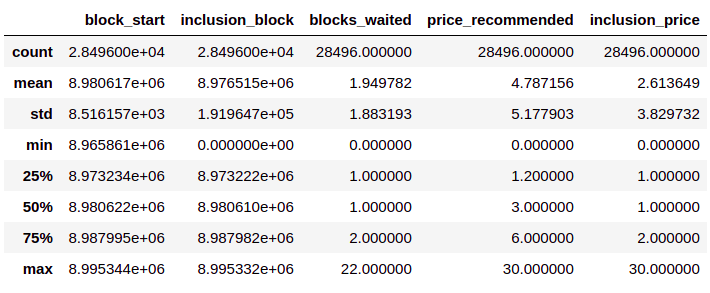 block_start inclusion_block blocks_waited price_recommended inclusion_price
count 2.849600e+04 2.849600e+04 28496.000000 28496.000000 28496.000000
mean 8.980617e+06 8.976515e+06 1.949782 4.787156 2.613649
std 8.516157e+03 1.919647e+05 1.883193 5.177903 3.829732
min 8.965861e+06 0.000000e+00 0.000000 0.000000 0.000000
25% 8.973234e+06 8.973222e+06 1.000000 1.200000 1.000000
50% 8.980622e+06 8.980610e+06 1.000000 3.000000 1.000000
75% 8.987995e+06 8.987982e+06 2.000000 6.000000 2.000000
max 8.995344e+06 8.995332e+06 22.000000 30.000000 30.000000